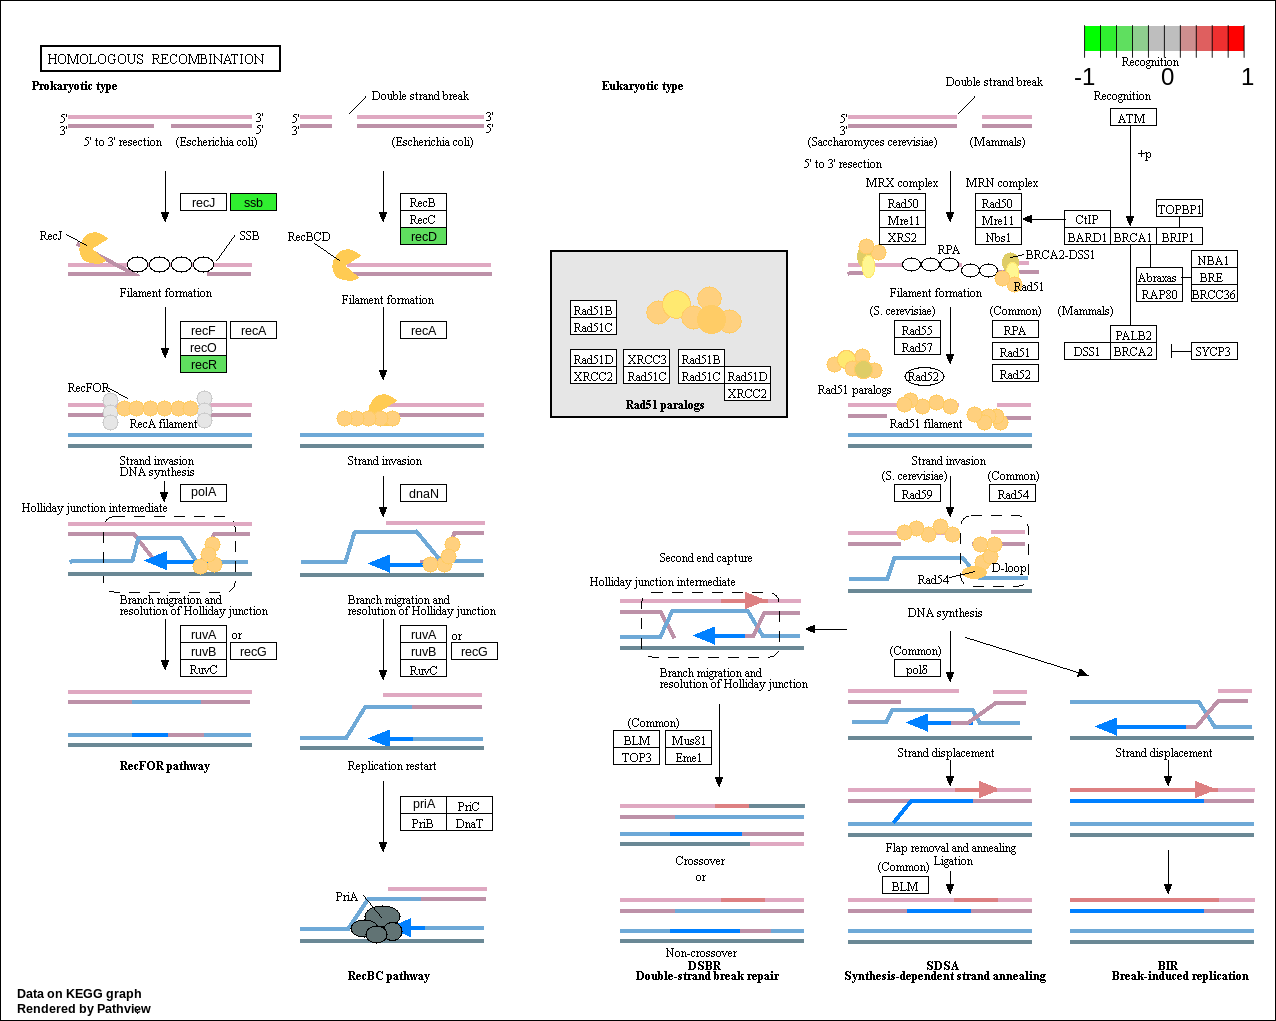 HOMOLOGOUS RECOMBINATION
Prokaryotic type
Eukaryotic type
-1
0
1
Recognition
Recognition
Double strand break
Double strand break
5'
3'
3'
5'
5' to 3' resection
(Escherichia coli)
5'
3'
3'
5'
(Escherichia coli)
5'
3'
(Saccharomyces cerevisiae)
(Mammals)
5' to 3' resection
ATM
+p
recJ
ssb
RecJ
SSB
Filament formation
recF
recA
recO
recR
RecFOR
RecA filament
Strand invasion
DNA synthesis
polA
Holliday junction intermediate
Branch migration and
resolution of Holliday junction
ruvA
or
ruvB
recG
RuvC
RecFOR pathway
RecB
RecC
recD
RecBCD
Filament formation
recA
Strand invasion
dnaN
Branch migration and
resolution of Holliday junction
ruvA
or
ruvB
recG
RuvC
Replication restart
priA
PriC
PriB
DnaT
PriA
RecBC pathway
Rad51B
Rad51C
Rad51D
XRCC2
XRCC3
Rad51C
Rad51B
Rad51C
Rad51D
XRCC2
Rad51 paralogs
MRX complex
MRN complex
Rad50
Mre11
XRS2
Rad50
Mre11
Nbs1
CtIP
TOPBP1
BARD1
BRCA1
BRIP1
RPA
BRCA2-DSS1
Rad51
NBA1
Abraxas
BRE
RAP80
BRCC36
Filament formation
(S. cerevisiae)
(Common)
(Mammals)
Rad55
Rad57
RPA
Rad51
Rad52
Rad52
PALB2
DSS1
BRCA2
SYCP3
Rad51 paralogs
Rad51 filament
Strand invasion
(S. cerevisiae)
(Common)
Rad59
Rad54
D-loop
Rad54
DNA synthesis
Second end capture
Holliday junction intermediate
Branch migration and
resolution of Holliday junction
(Common)
BLM
Mus81
TOP3
Eme1
Crossover
or
Non-crossover
DSBR
Double-strand break repair
(Common)
polδ
Strand displacement
Flap removal and annealing
Ligation
(Common)
BLM
SDSA
Synthesis-dependent strand annealing
Strand displacement
BIR
Break-induced replication
Data on KEGG graph
Rendered by Pathview